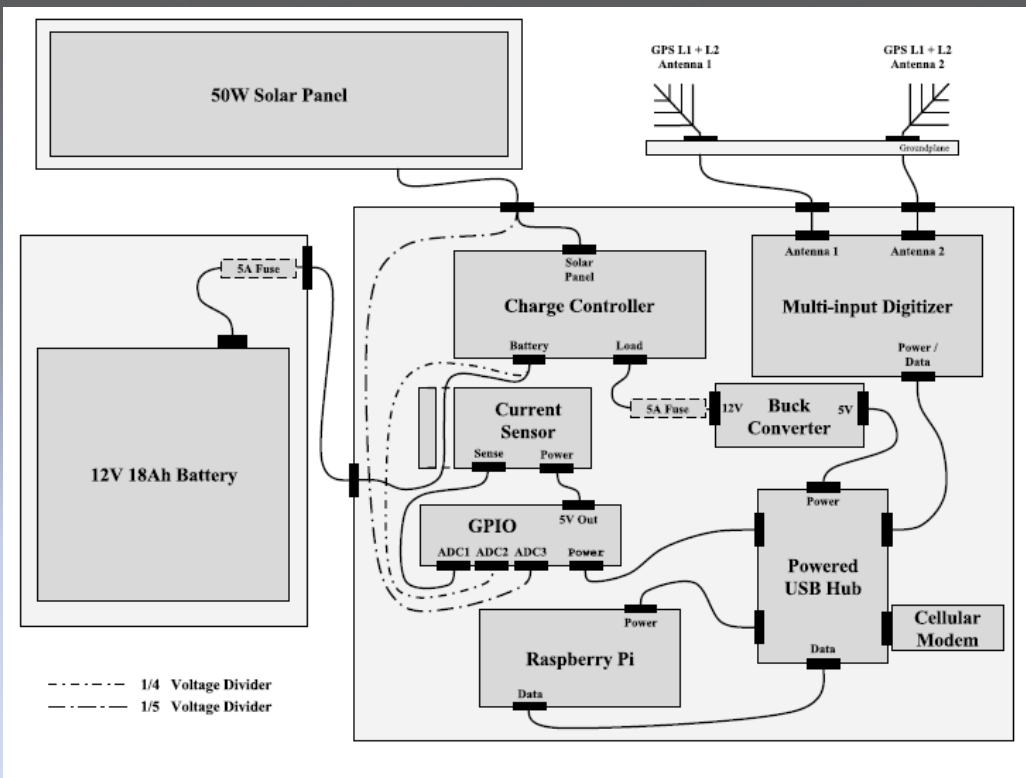 50W Solar Panel
GPS L1 + L2
Antenna 1
GPS L1 + L2
Antenna 2
Groundplane
5A Fuse
12V 18Ah Battery
Solar
Panel
Charge Controller
Battery
Load
Antenna 1
Antenna 2
Multi-input Digitizer
Power /
Data
5A Fuse
12V
Buck
Converter
5V
Current
Sensor
Sense
Power
GPIO
5V Out
ADC1
ADC2
ADC3
Power
Power
Powered
USB Hub
Data
Cellular
Modem
Power
Raspberry Pi
Data
1/4 Voltage Divider
1/5 Voltage Divider